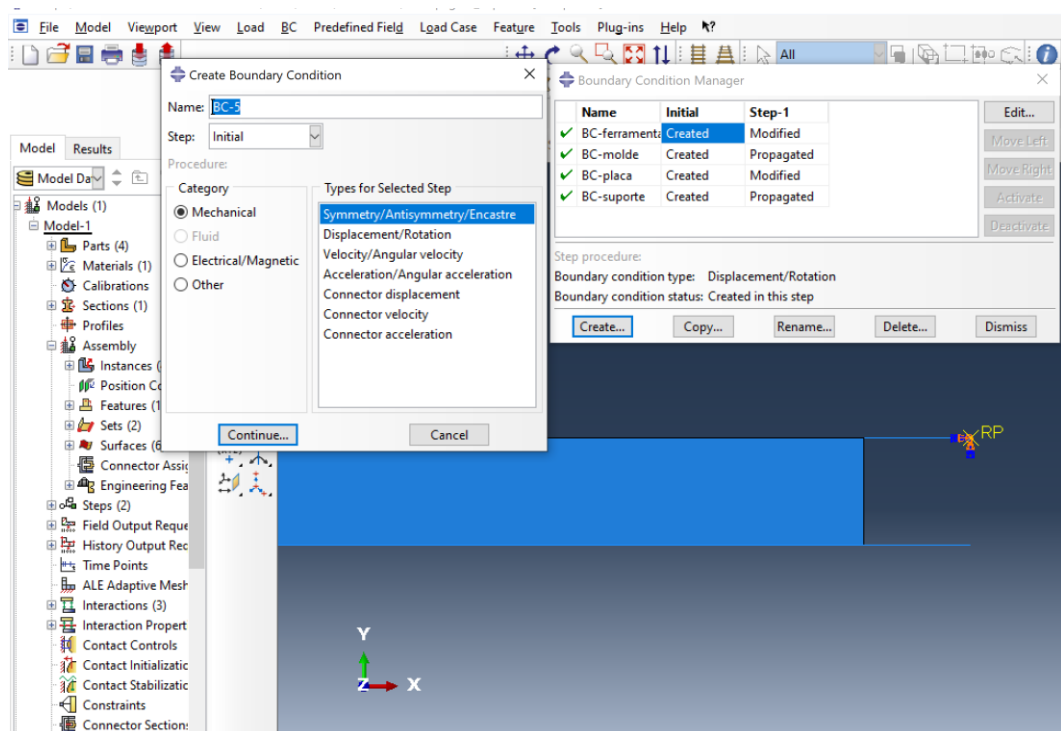 File Model Viewport View Load BC Predefined Field Load Case Feature Tools Plug-ins Help
All
Create Boundary Condition
Name: BC-5
Step: Initial
Procedure:
Category
Mechanical
Fluid
Electrical/Magnetic
Other
Types for Selected Step
Symmetry/Antisymmetry/Encastre
Displacement/Rotation
Velocity/Angular velocity
Acceleration/Angular acceleration
Connector displacement
Connector velocity
Connector acceleration
Continue...
Cancel
Boundary Condition Manager
Name Initial Step-1
BC-ferramenta Created Modified
BC-molde Created Propagated
BC-placa Created Modified
BC-suporte Created Propagated
Edit...
Move Left
Move Right
Activate
Deactivate
Step procedure:
Boundary condition type: Displacement/Rotation
Boundary condition status: Created in this step
Create... Copy... Rename... Delete... Dismiss
Model Results
Model Da
Models (1)
Model-1
Parts (4)
Materials (1)
Calibrations
Sections (1)
Profiles
Assembly
Instances (
Position Co
Features (1
Sets (2)
Surfaces (6
Connector Assig
Engineering Fea
Steps (2)
Field Output Reque
History Output Rec
Time Points
ALE Adaptive Mesh
Interactions (3)
Interaction Propert
Contact Controls
Contact Initializatic
Contact Stabilizatic
Constraints
Connector Sections
RP
Y
Z X